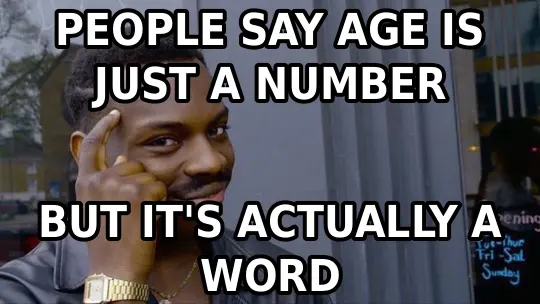 PEOPLE SAY AGE IS
JUST A NUMBER
BUT IT'S ACTUALLY A
WORD
Tue-Thur
Fri-Sat
Sunday